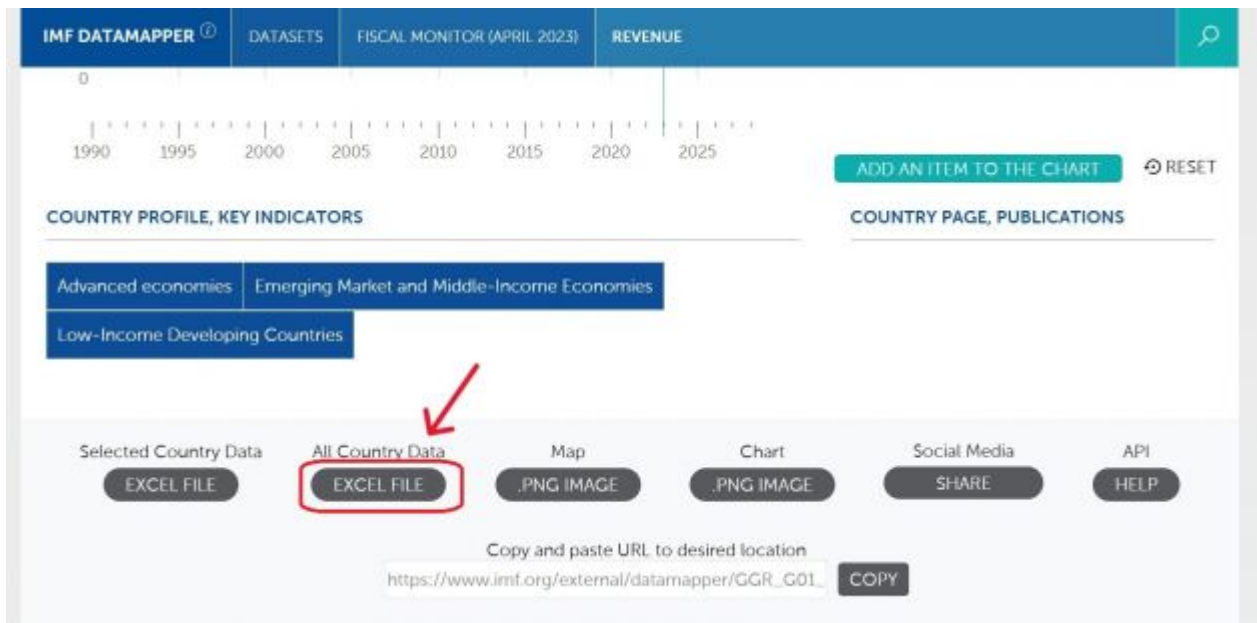 IMF DATAMAPPER i DATASETS FISCAL MONITOR (APRIL 2023) REVENUE
0
1990 1995 2000 2005 2010 2015 2020 2025
ADD AN ITEM TO THE CHART RESET
COUNTRY PROFILE, KEY INDICATORS COUNTRY PAGE, PUBLICATIONS
Advanced economies Emerging Market and Middle-Income Economies
Low-Income Developing Countries
Selected Country Data All Country Data Map Chart Social Media API
EXCEL FILE EXCEL FILE .PNG IMAGE .PNG IMAGE SHARE HELP
Copy and paste URL to desired location
https://www.imf.org/external/datamapper/GGR_G01_ COPY